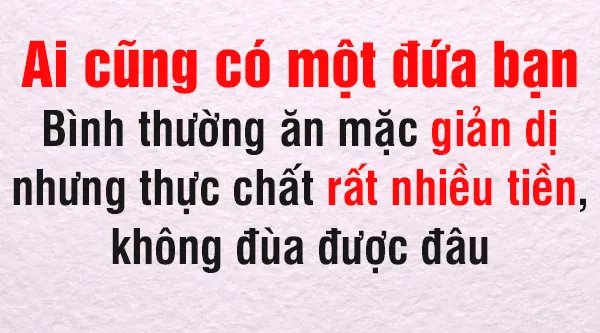 Ai cũng có một đứa bạn
Bình thường ăn mặc giản dị
nhưng thực chất rất nhiều tiền,
không đùa được đâu